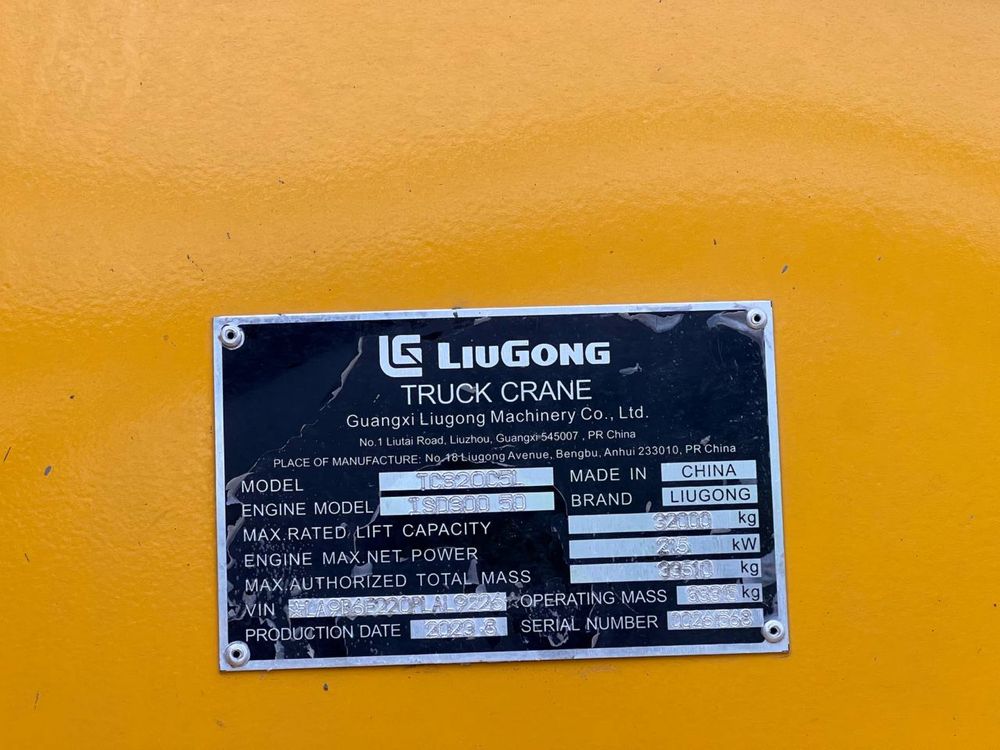 LG LIUGONG
TRUCK CRANE
Guangxi Liugong Machinery Co., Ltd.
No.1 Liutai Road, Liuzhou, Guangxi 545007 , PR China
PLACE OF MANUFACTURE: No.18 Liugong Avenue, Bengbu, Anhui 233010, PR China
MODEL TC320C5L MADE IN CHINA
ENGINE MODEL ISD300 50 BRAND LIUGONG
MAX.RATED LIFT CAPACITY 32000 kg
ENGINE MAX.NET POWER 215 kW
MAX.AUTHORIZED TOTAL MASS 33510 kg
VIN OPERATING MASS kg
PRODUCTION DATE 2023.8 SERIAL NUMBER